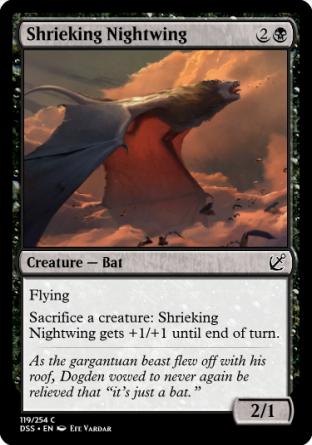 Shrieking Nightwing 2
Creature — Bat
Flying
Sacrifice a creature: Shrieking
Nightwing gets +1/+1 until end of turn.
As the gargantuan beast flew off with his
roof, Dogden vowed to never again be
relieved that “it’s just a bat.”
2/1
119/254 C
DSS • EN Efe Vardar